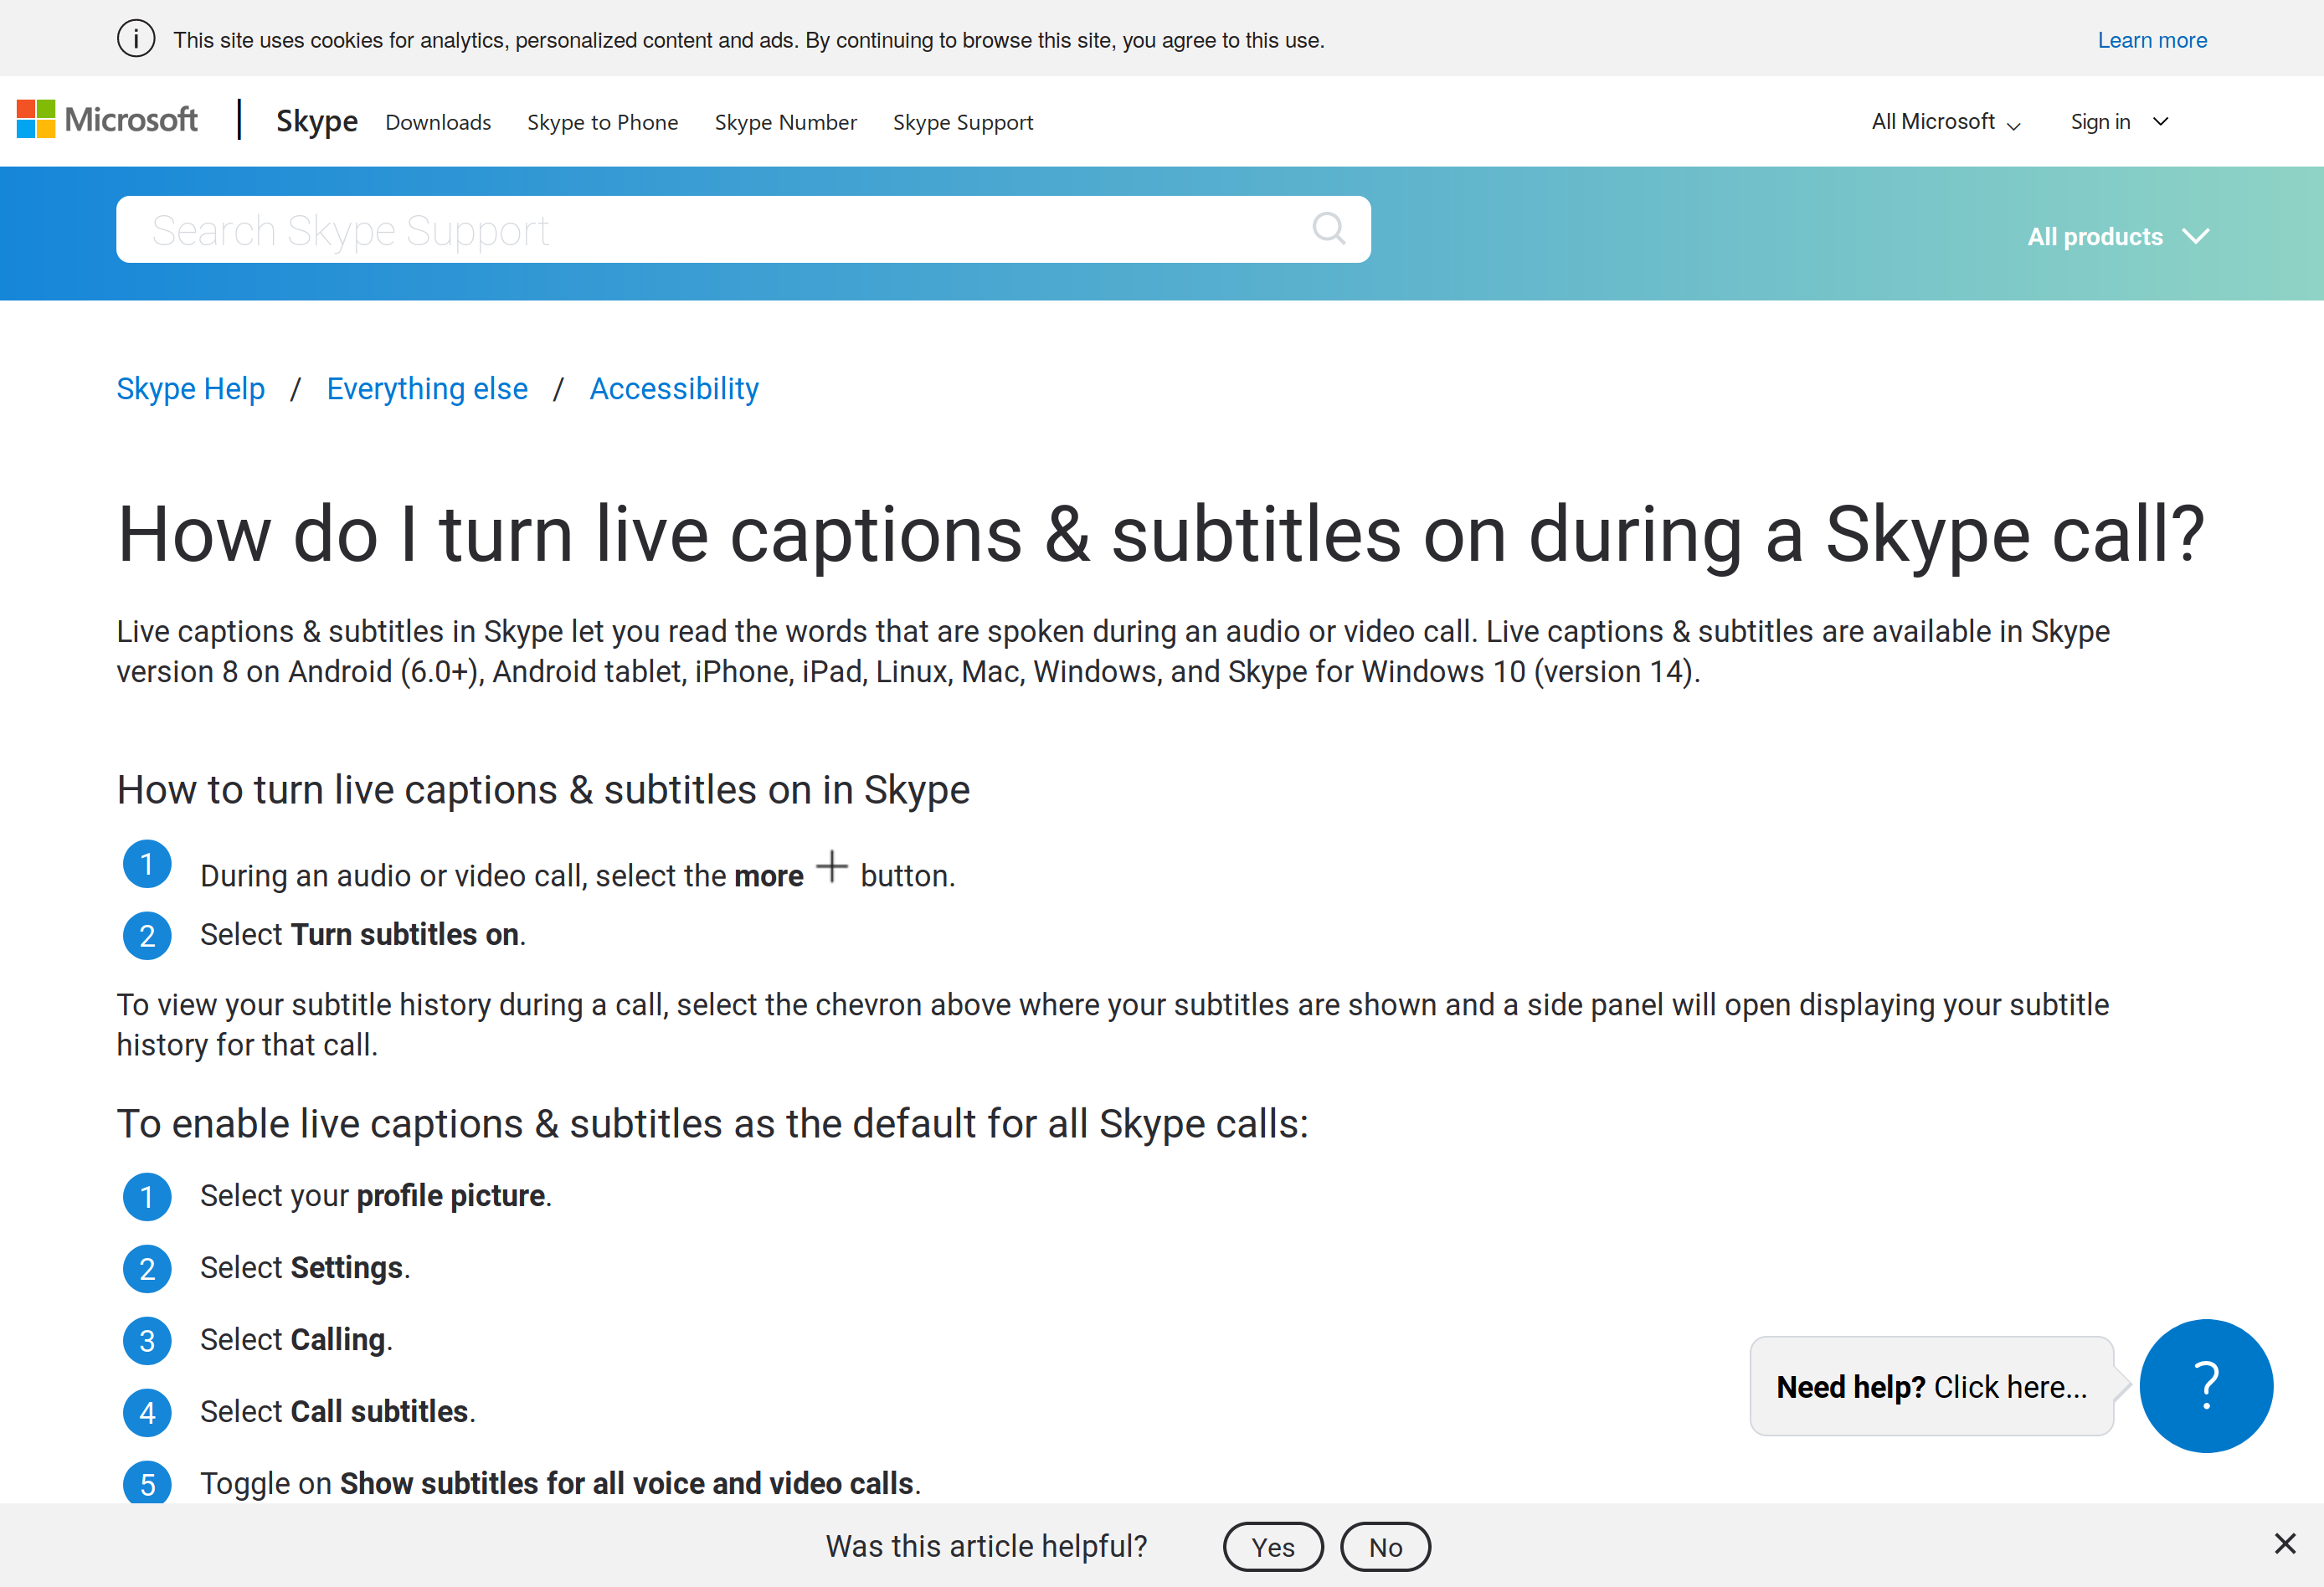 This site uses cookies for analytics, personalized content and ads. By continuing to browse this site, you agree to this use.
Learn more
Microsoft
Skype
Downloads
Skype to Phone
Skype Number
Skype Support
All Microsoft
Sign in
Search Skype Support
All products
Skype Help / Everything else / Accessibility
How do I turn live captions & subtitles on during a Skype call?
Live captions & subtitles in Skype let you read the words that are spoken during an audio or video call. Live captions & subtitles are available in Skype
version 8 on Android (6.0+), Android tablet, iPhone, iPad, Linux, Mac, Windows, and Skype for Windows 10 (version 14).
How to turn live captions & subtitles on in Skype
1 During an audio or video call, select the more + button.
2 Select Turn subtitles on.
To view your subtitle history during a call, select the chevron above where your subtitles are shown and a side panel will open displaying your subtitle
history for that call.
To enable live captions & subtitles as the default for all Skype calls:
1 Select your profile picture.
2 Select Settings.
3 Select Calling.
4 Select Call subtitles.
5 Toggle on Show subtitles for all voice and video calls.
Need help? Click here...
?
Was this article helpful?
Yes
No